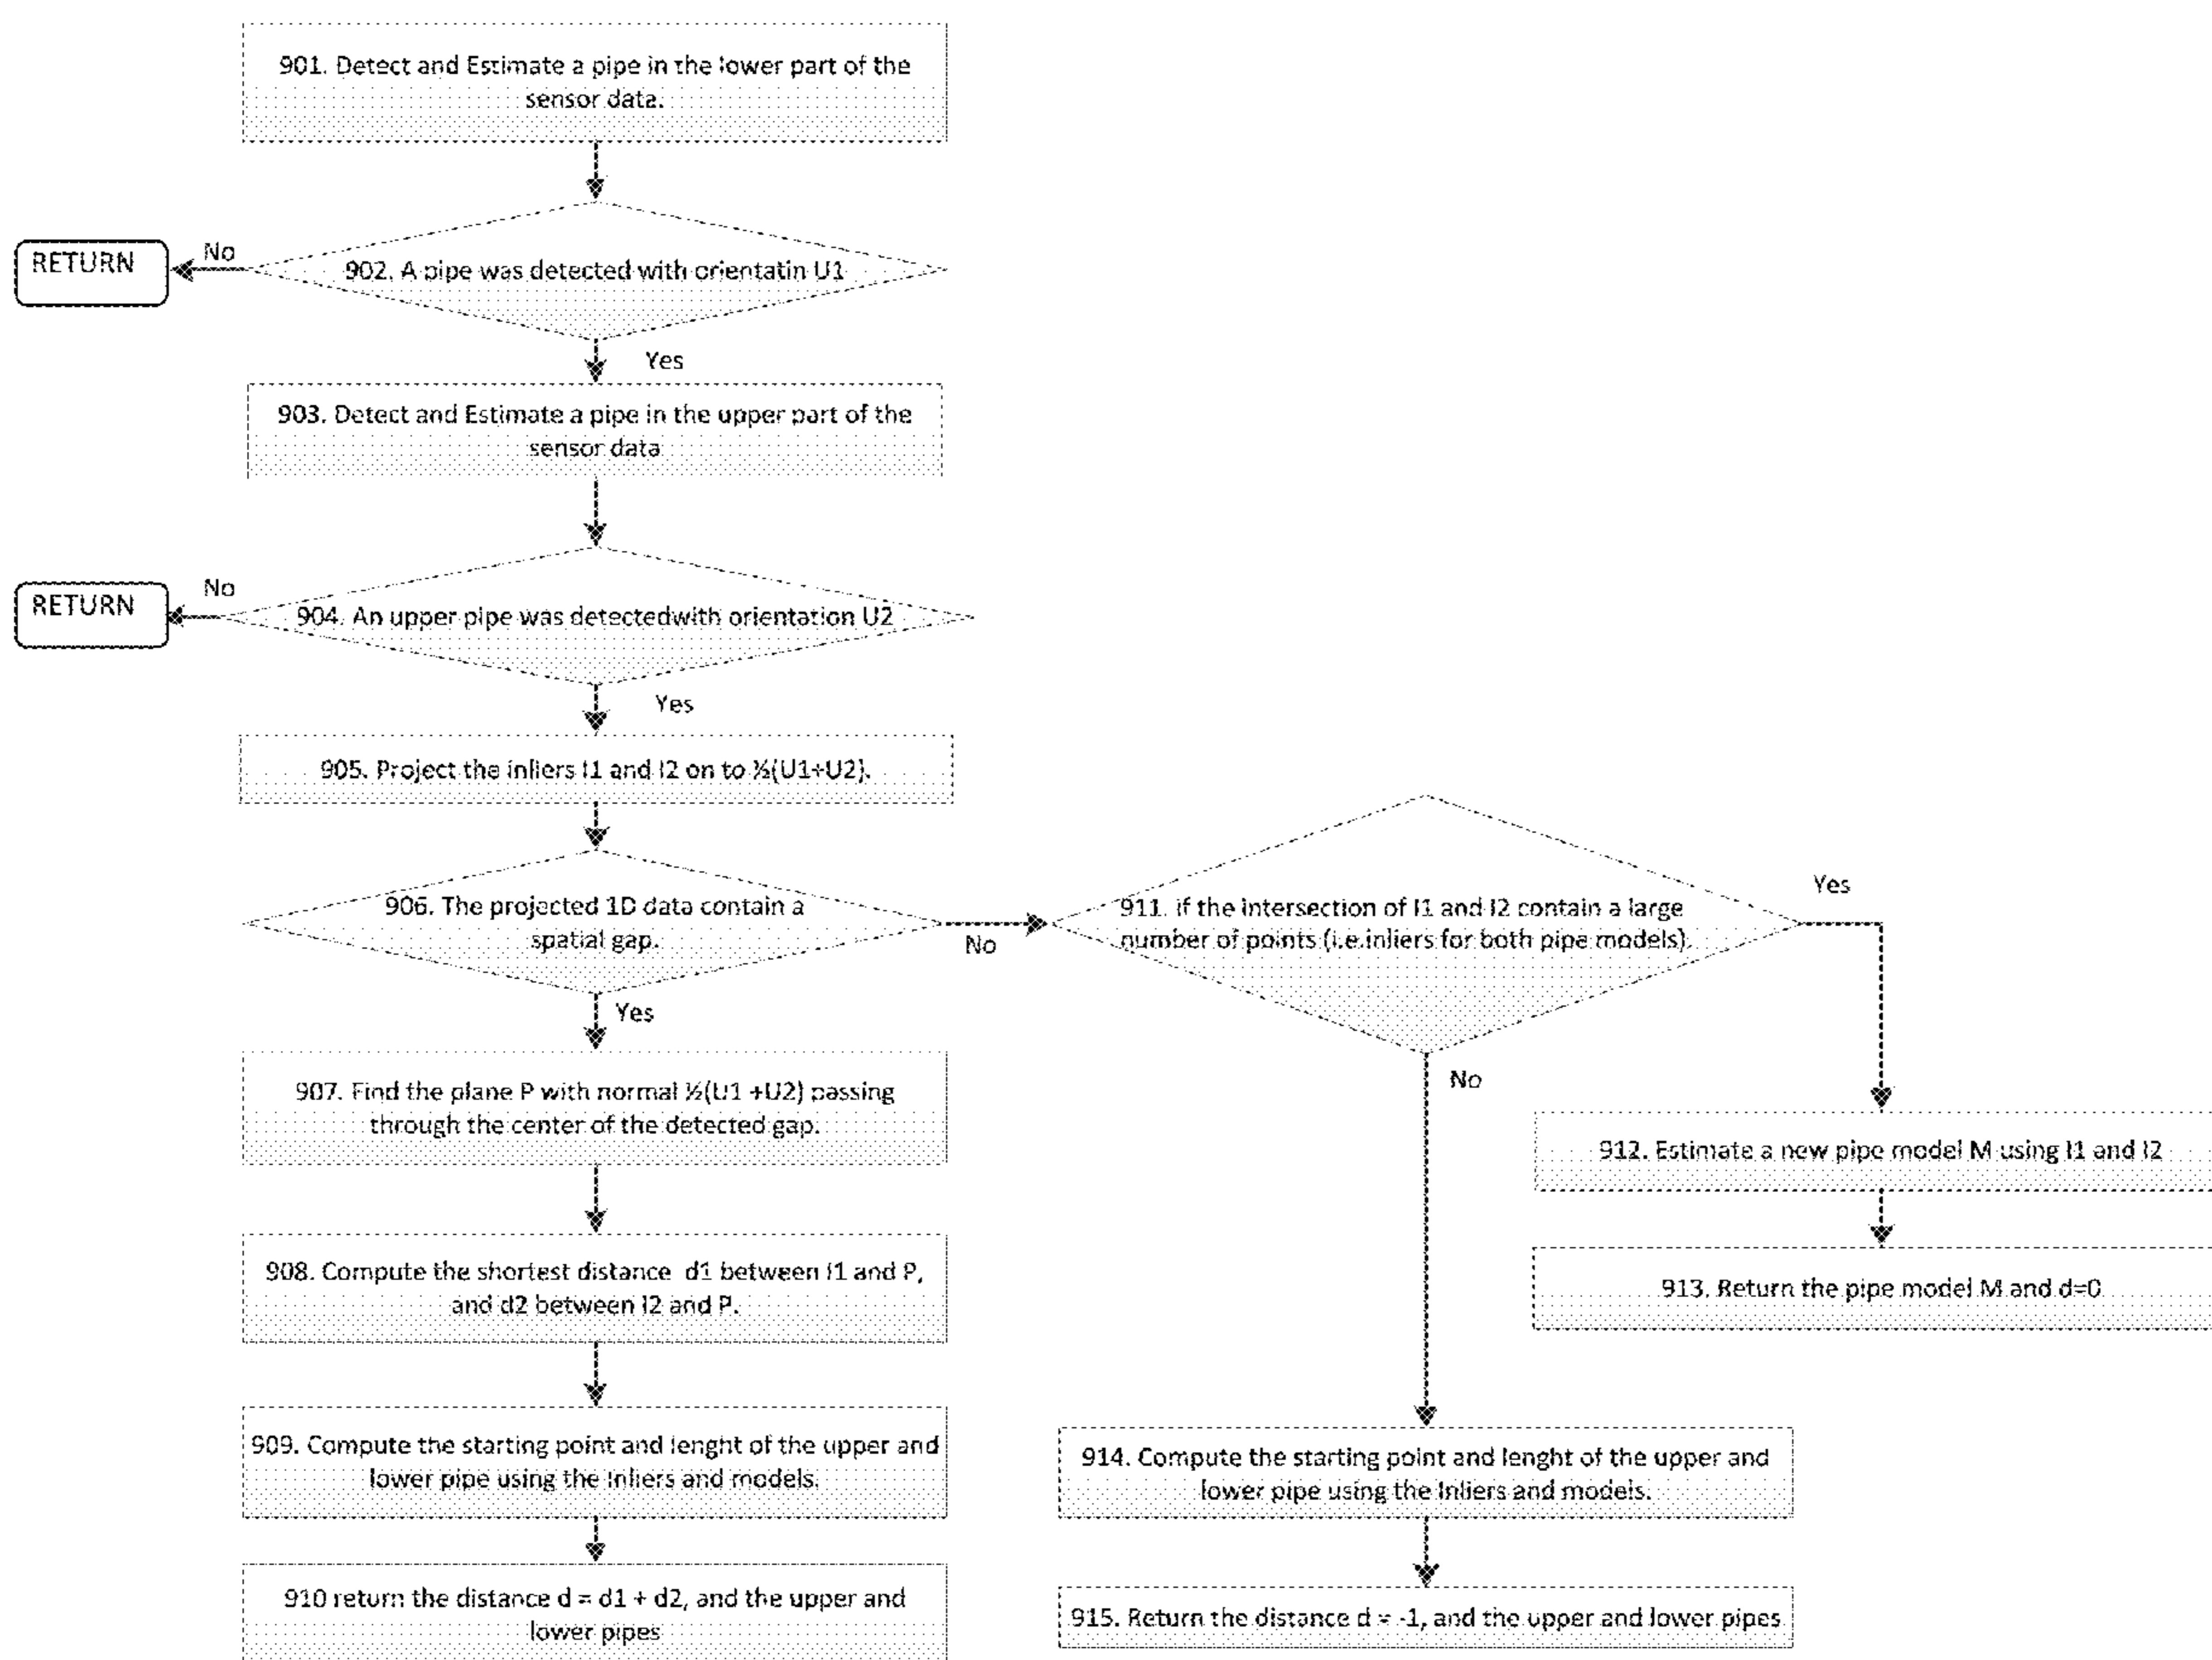 901. Detect and Estimate a pipe in the lower part of the
sensor data.
No
RETURN
902. A pipe was detected with orientatin U1
Yes
903. Detect and Estimate a pipe in the upper part of the
sensor data
No
RETURN
904. An upper pipe was detectedwith orientation U2
Yes
905. Project the inliers I1 and I2 on to ½(U1+U2).
906. The projected 1D data contain a
spatial gap.
No
Yes
907. Find the plane P with normal ½(U1 +U2) passing
through the center of the detected gap.
908. Compute the shortest distance d1 between I1 and P,
and d2 between I2 and P.
909. Compute the starting point and lenght of the upper and
lower pipe using the Inliers and models.
910 return the distance d = d1 + d2, and the upper and
lower pipes
911. if the intersection of I1 and I2 contain a large
number of points (i.e.inliers for both pipe models).
Yes
No
912. Estimate a new pipe model M using I1 and I2
913. Return the pipe model M and d=0
914. Compute the starting point and lenght of the upper and
lower pipe using the Inliers and models.
915. Return the distance d = -1, and the upper and lower pipes